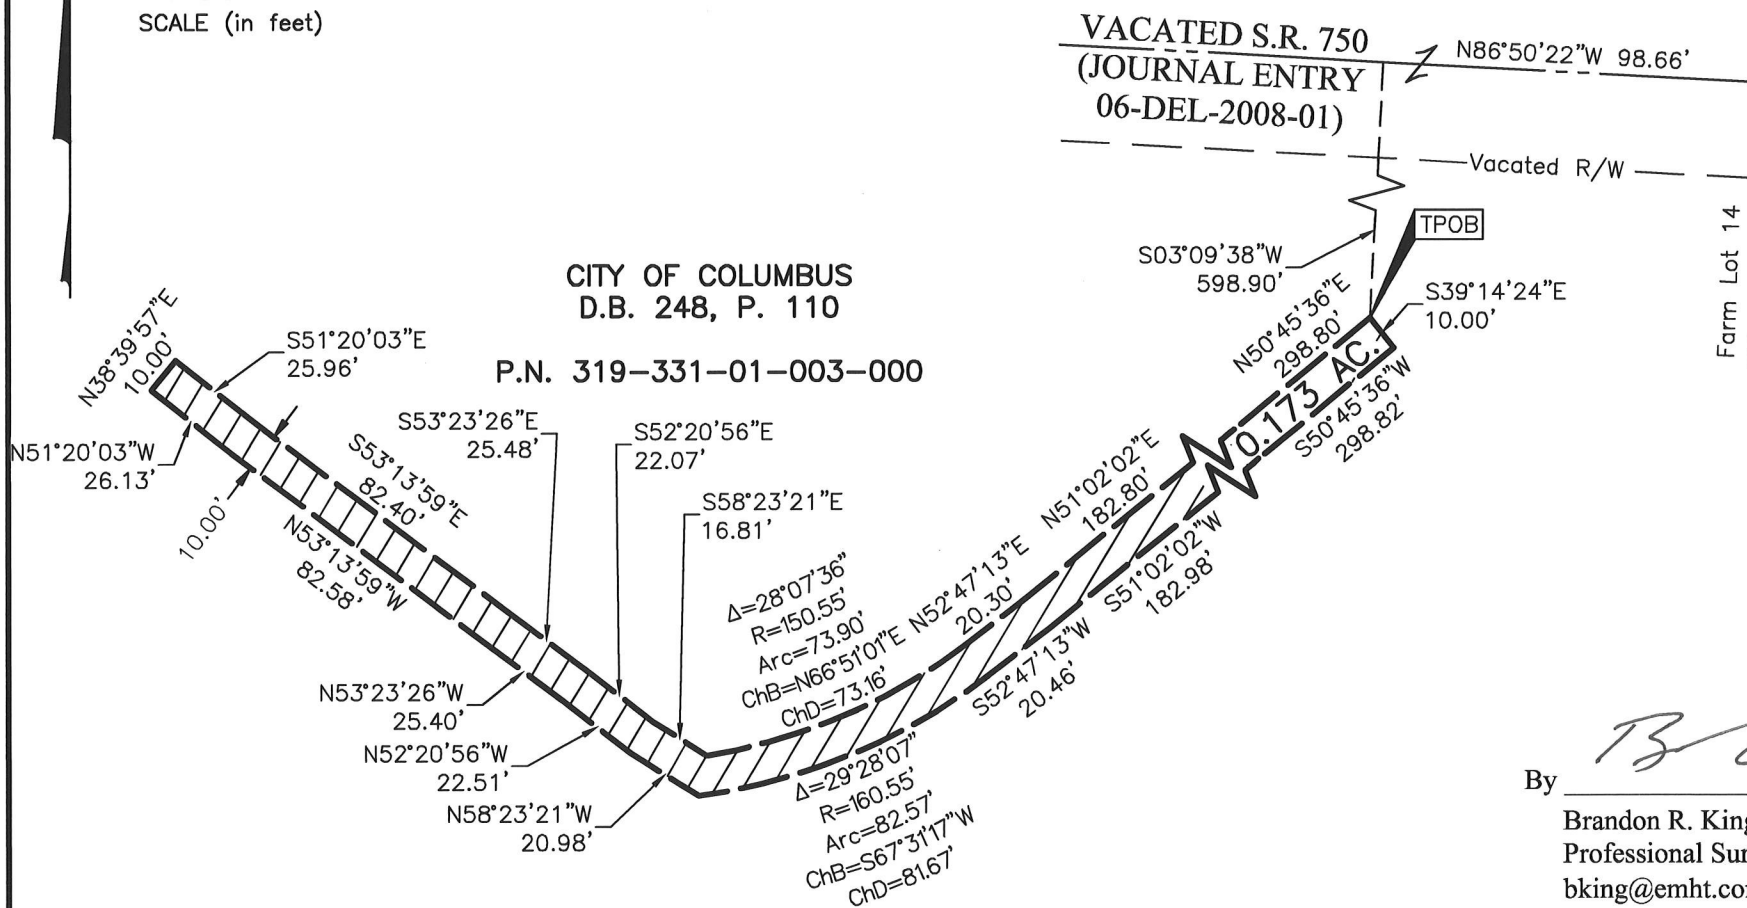 SCALE (in feet)
VACATED S.R. 750
(JOURNAL ENTRY
06-DEL-2008-01)
N86°50'22"W 98.66'
Vacated R/W
Farm Lot 14
TPOB
S03°09'38"W
598.90'
S39°14'24"E
10.00'
CITY OF COLUMBUS
D.B. 248, P. 110
P.N. 319-331-01-003-000
N50°45'36"E
298.80'
0.173 AC.
S50°45'36"W
298.82'
N38°39'57"E
10.00'
S51°20'03"E
25.96'
N51°20'03"W
26.13'
10.00'
S53°13'59"E
82.40'
N53°13'59"W
82.58'
S53°23'26"E
25.48'
S52°20'56"E
22.07'
S58°23'21"E
16.81'
N53°23'26"W
25.40'
N52°20'56"W
22.51'
N58°23'21"W
20.98'
Δ=28°07'36"
R=150.55'
Arc=73.90'
ChB=N66°51'01"E
ChD=73.16'
N52°47'13"E
20.30'
N51°02'02"E
182.80'
S51°02'02"W
182.98'
S52°47'13"W
20.46'
Δ=29°28'07"
R=160.55'
Arc=82.57'
ChB=S67°31'17"W
ChD=81.67'
By
Brandon R. King
Professional Sur
bking@emht.co